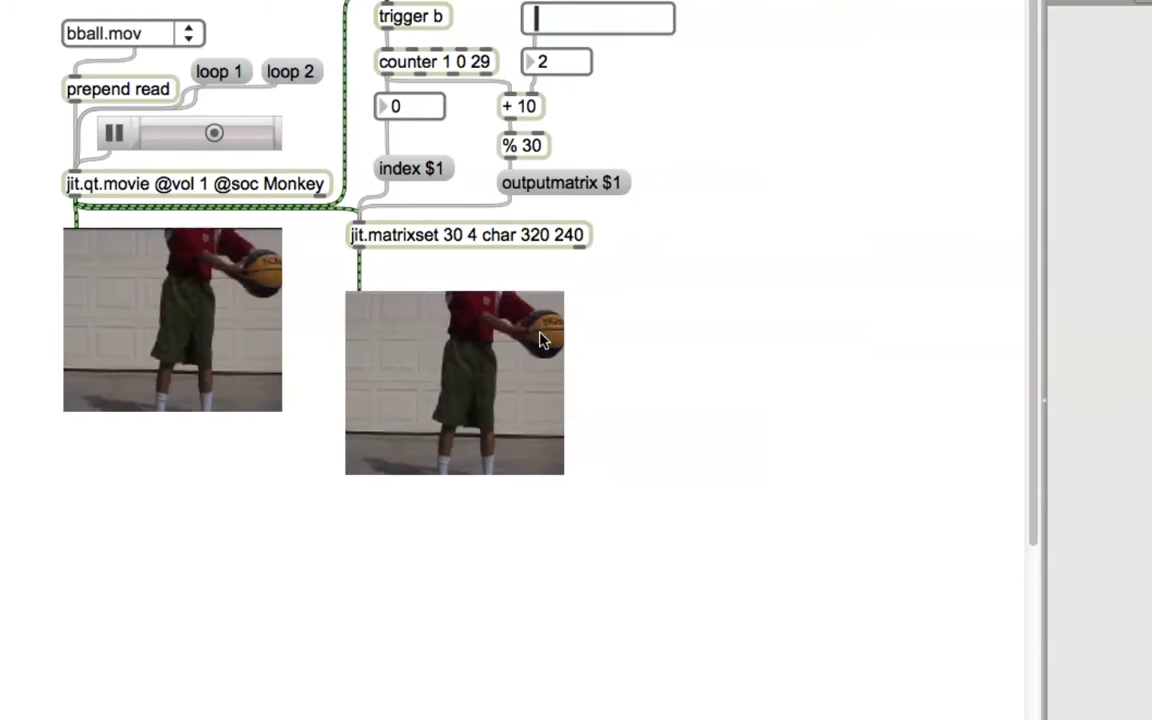 bball.mov
prepend read
loop 1
loop 2
jit.qt.movie @vol 1 @soc Monkey
trigger b
counter 1 0 29
2
0
+ 10
% 30
index $1
outputmatrix $1
jit.matrixset 30 4 char 320 240